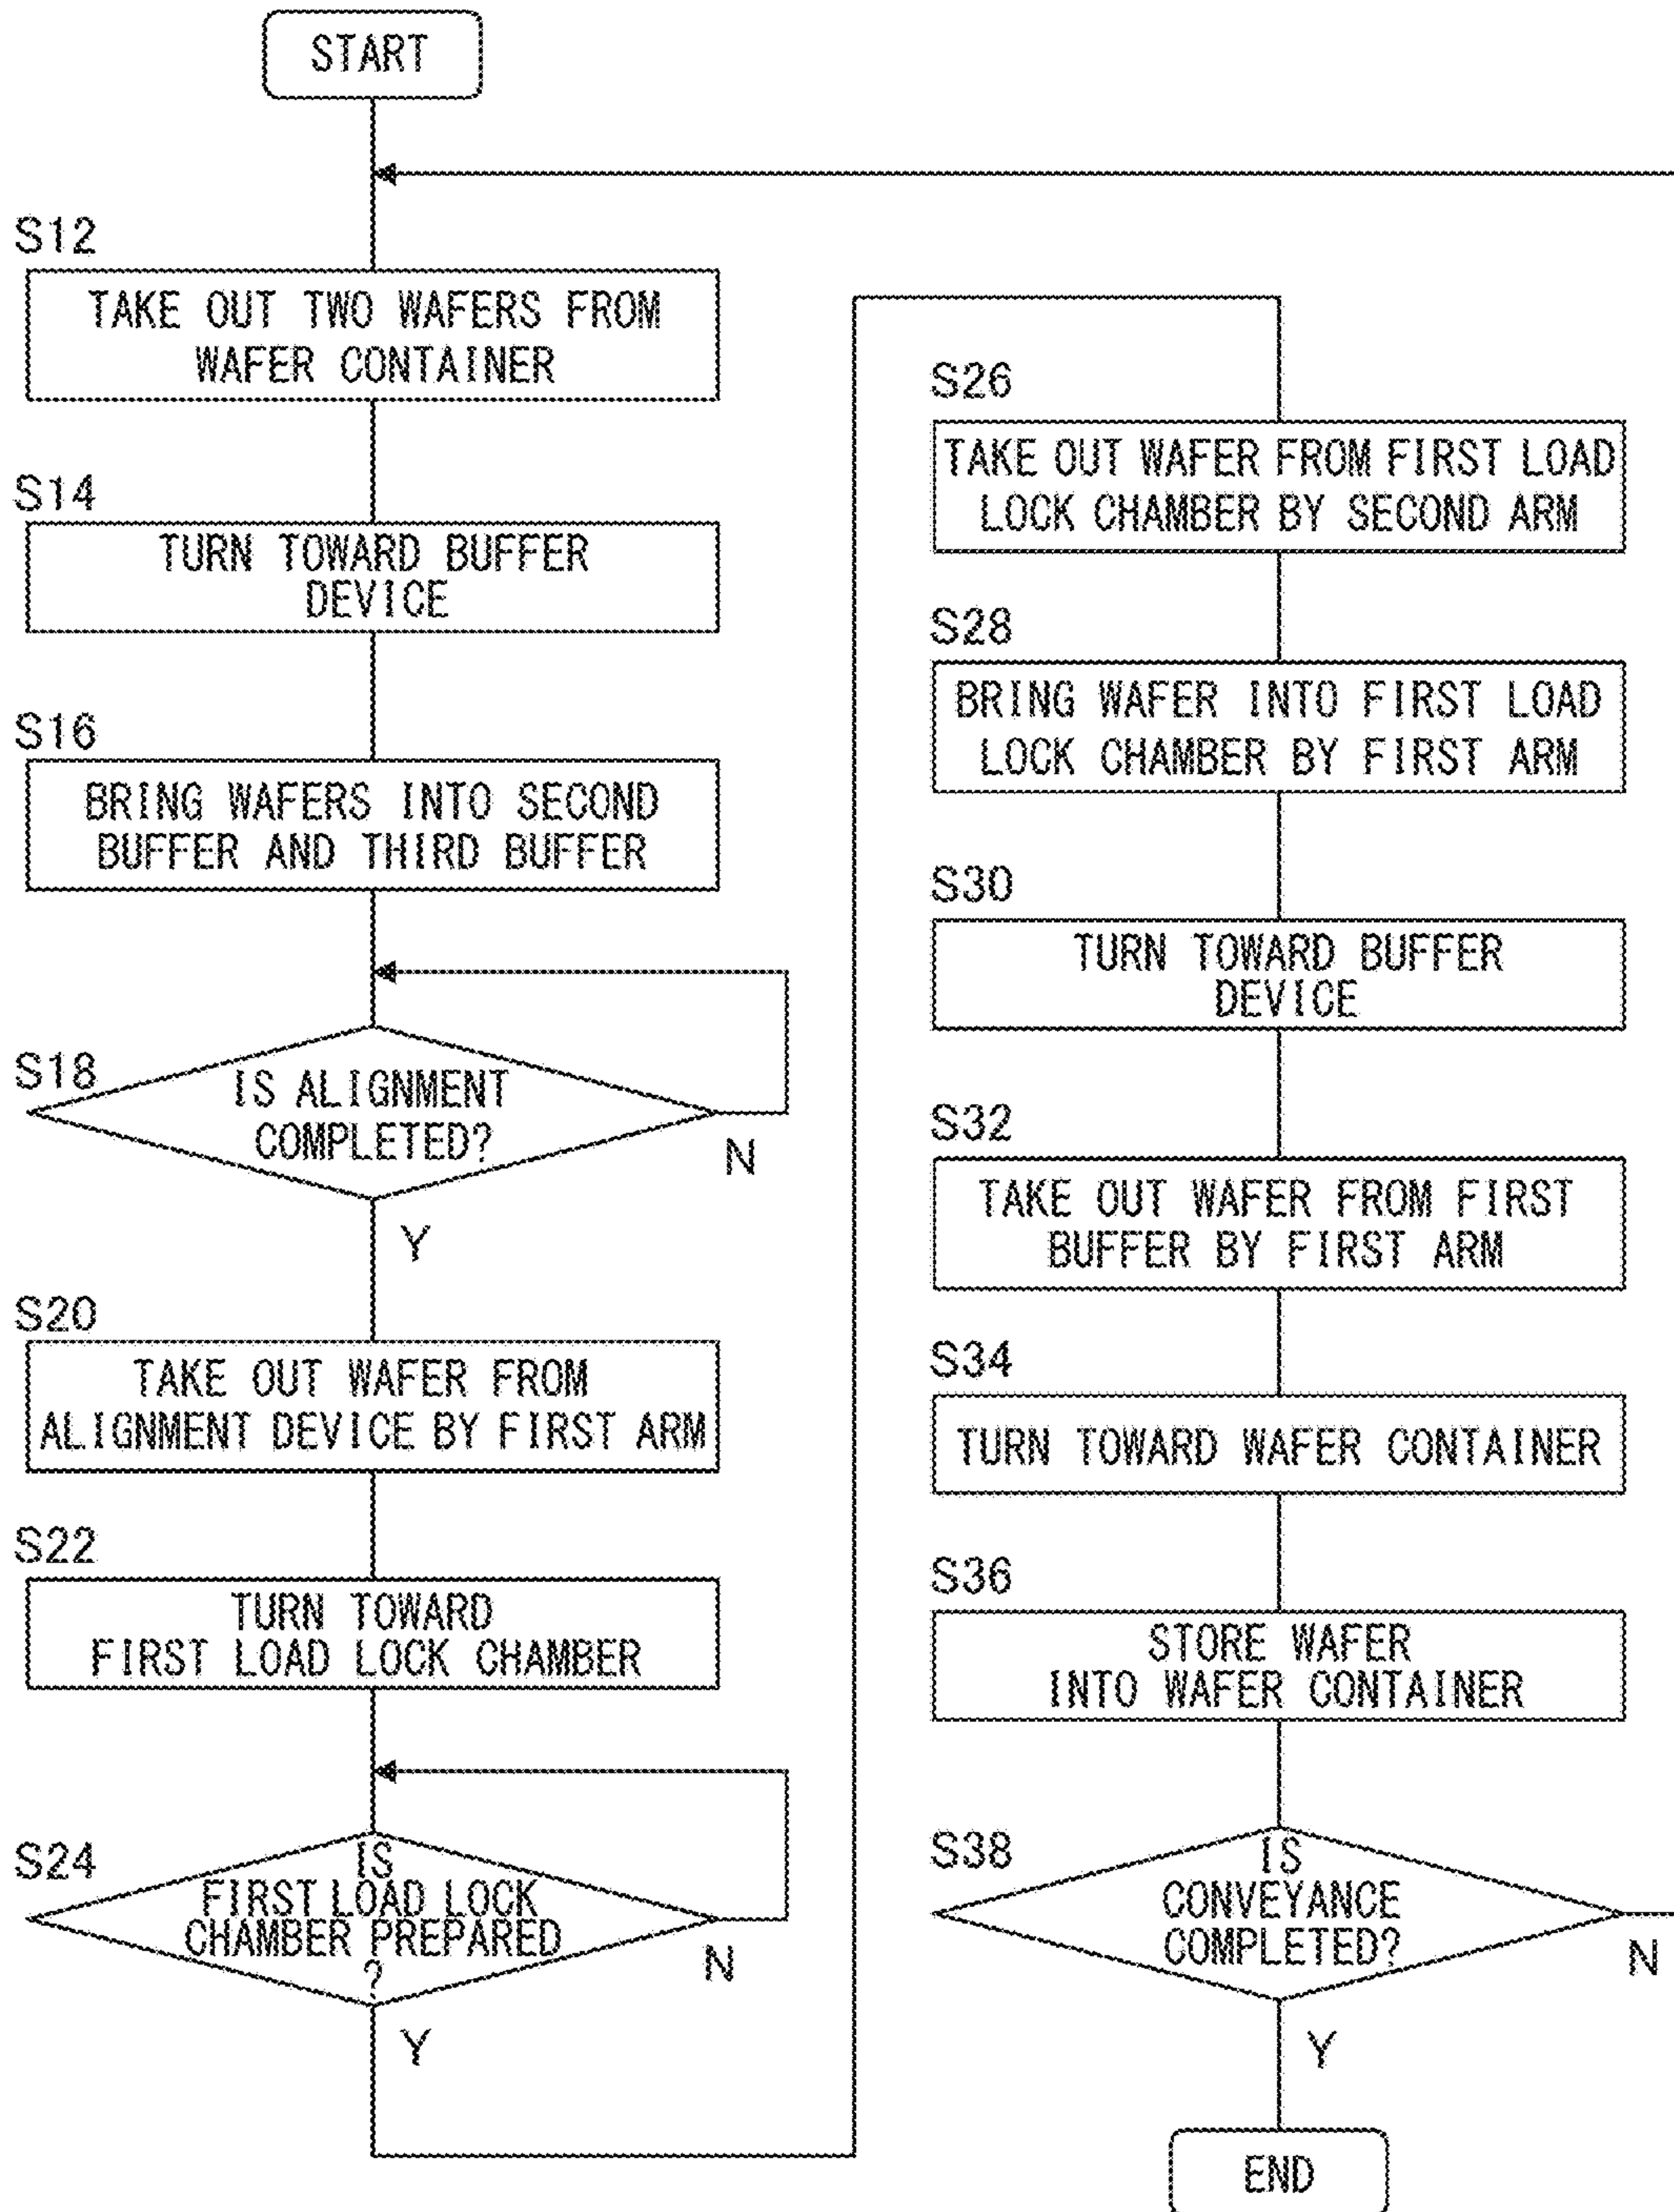 START
S12
TAKE OUT TWO WAFERS FROM
WAFER CONTAINER
S14
TURN TOWARD BUFFER
DEVICE
S16
BRING WAFERS INTO SECOND
BUFFER AND THIRD BUFFER
S18
IS ALIGNMENT
COMPLETED?
N
Y
S20
TAKE OUT WAFER FROM
ALIGNMENT DEVICE BY FIRST ARM
S22
TURN TOWARD
FIRST LOAD LOCK CHAMBER
S24
IS
FIRST LOAD LOCK
CHAMBER PREPARED
?
N
Y
S26
TAKE OUT WAFER FROM FIRST LOAD
LOCK CHAMBER BY SECOND ARM
S28
BRING WAFER INTO FIRST LOAD
LOCK CHAMBER BY FIRST ARM
S30
TURN TOWARD BUFFER
DEVICE
S32
TAKE OUT WAFER FROM FIRST
BUFFER BY FIRST ARM
S34
TURN TOWARD WAFER CONTAINER
S36
STORE WAFER
INTO WAFER CONTAINER
S38
IS
CONVEYANCE
COMPLETED?
N
Y
END